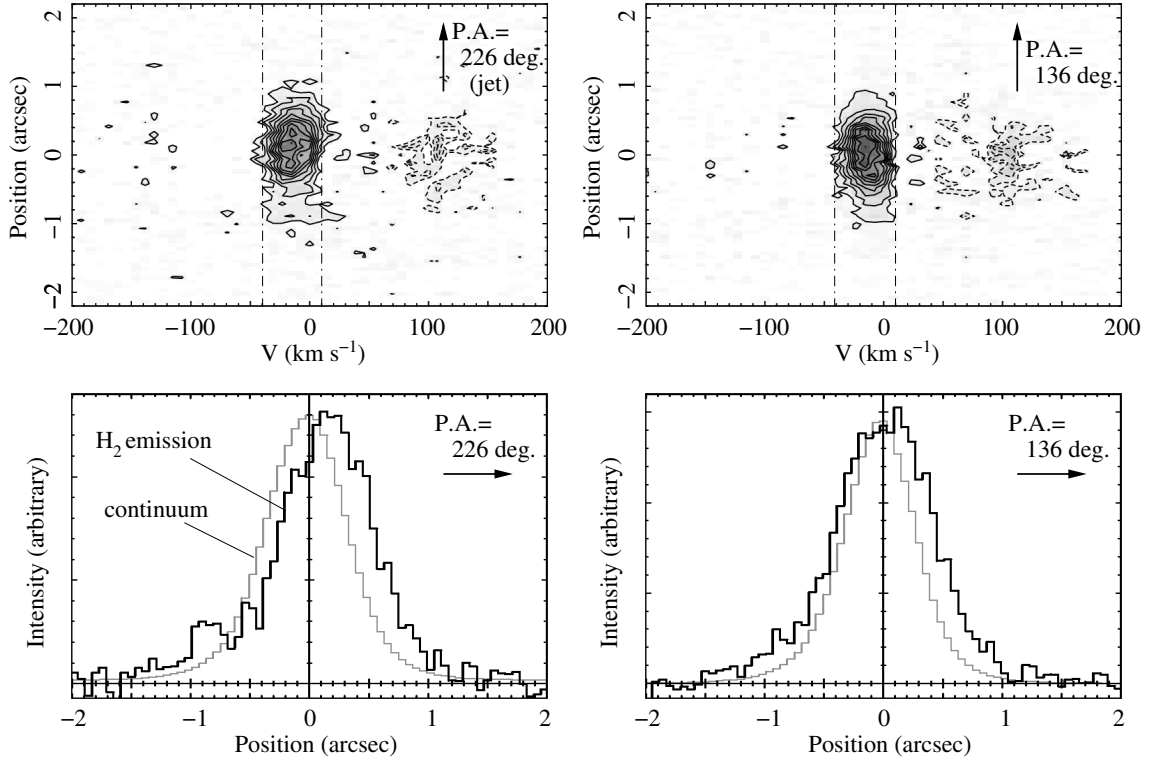 2
1
0
−1
−2
Position (arcsec)
P.A.=
226 deg.
(jet)
−200
−100
0
100
200
V (km s⁻¹)
2
1
0
−1
−2
Position (arcsec)
P.A.=
136 deg.
−200
−100
0
100
200
V (km s⁻¹)
Intensity (arbitrary)
H₂ emission
continuum
P.A.=
226 deg.
−2
−1
0
1
2
Position (arcsec)
Intensity (arbitrary)
P.A.=
136 deg.
−2
−1
0
1
2
Position (arcsec)